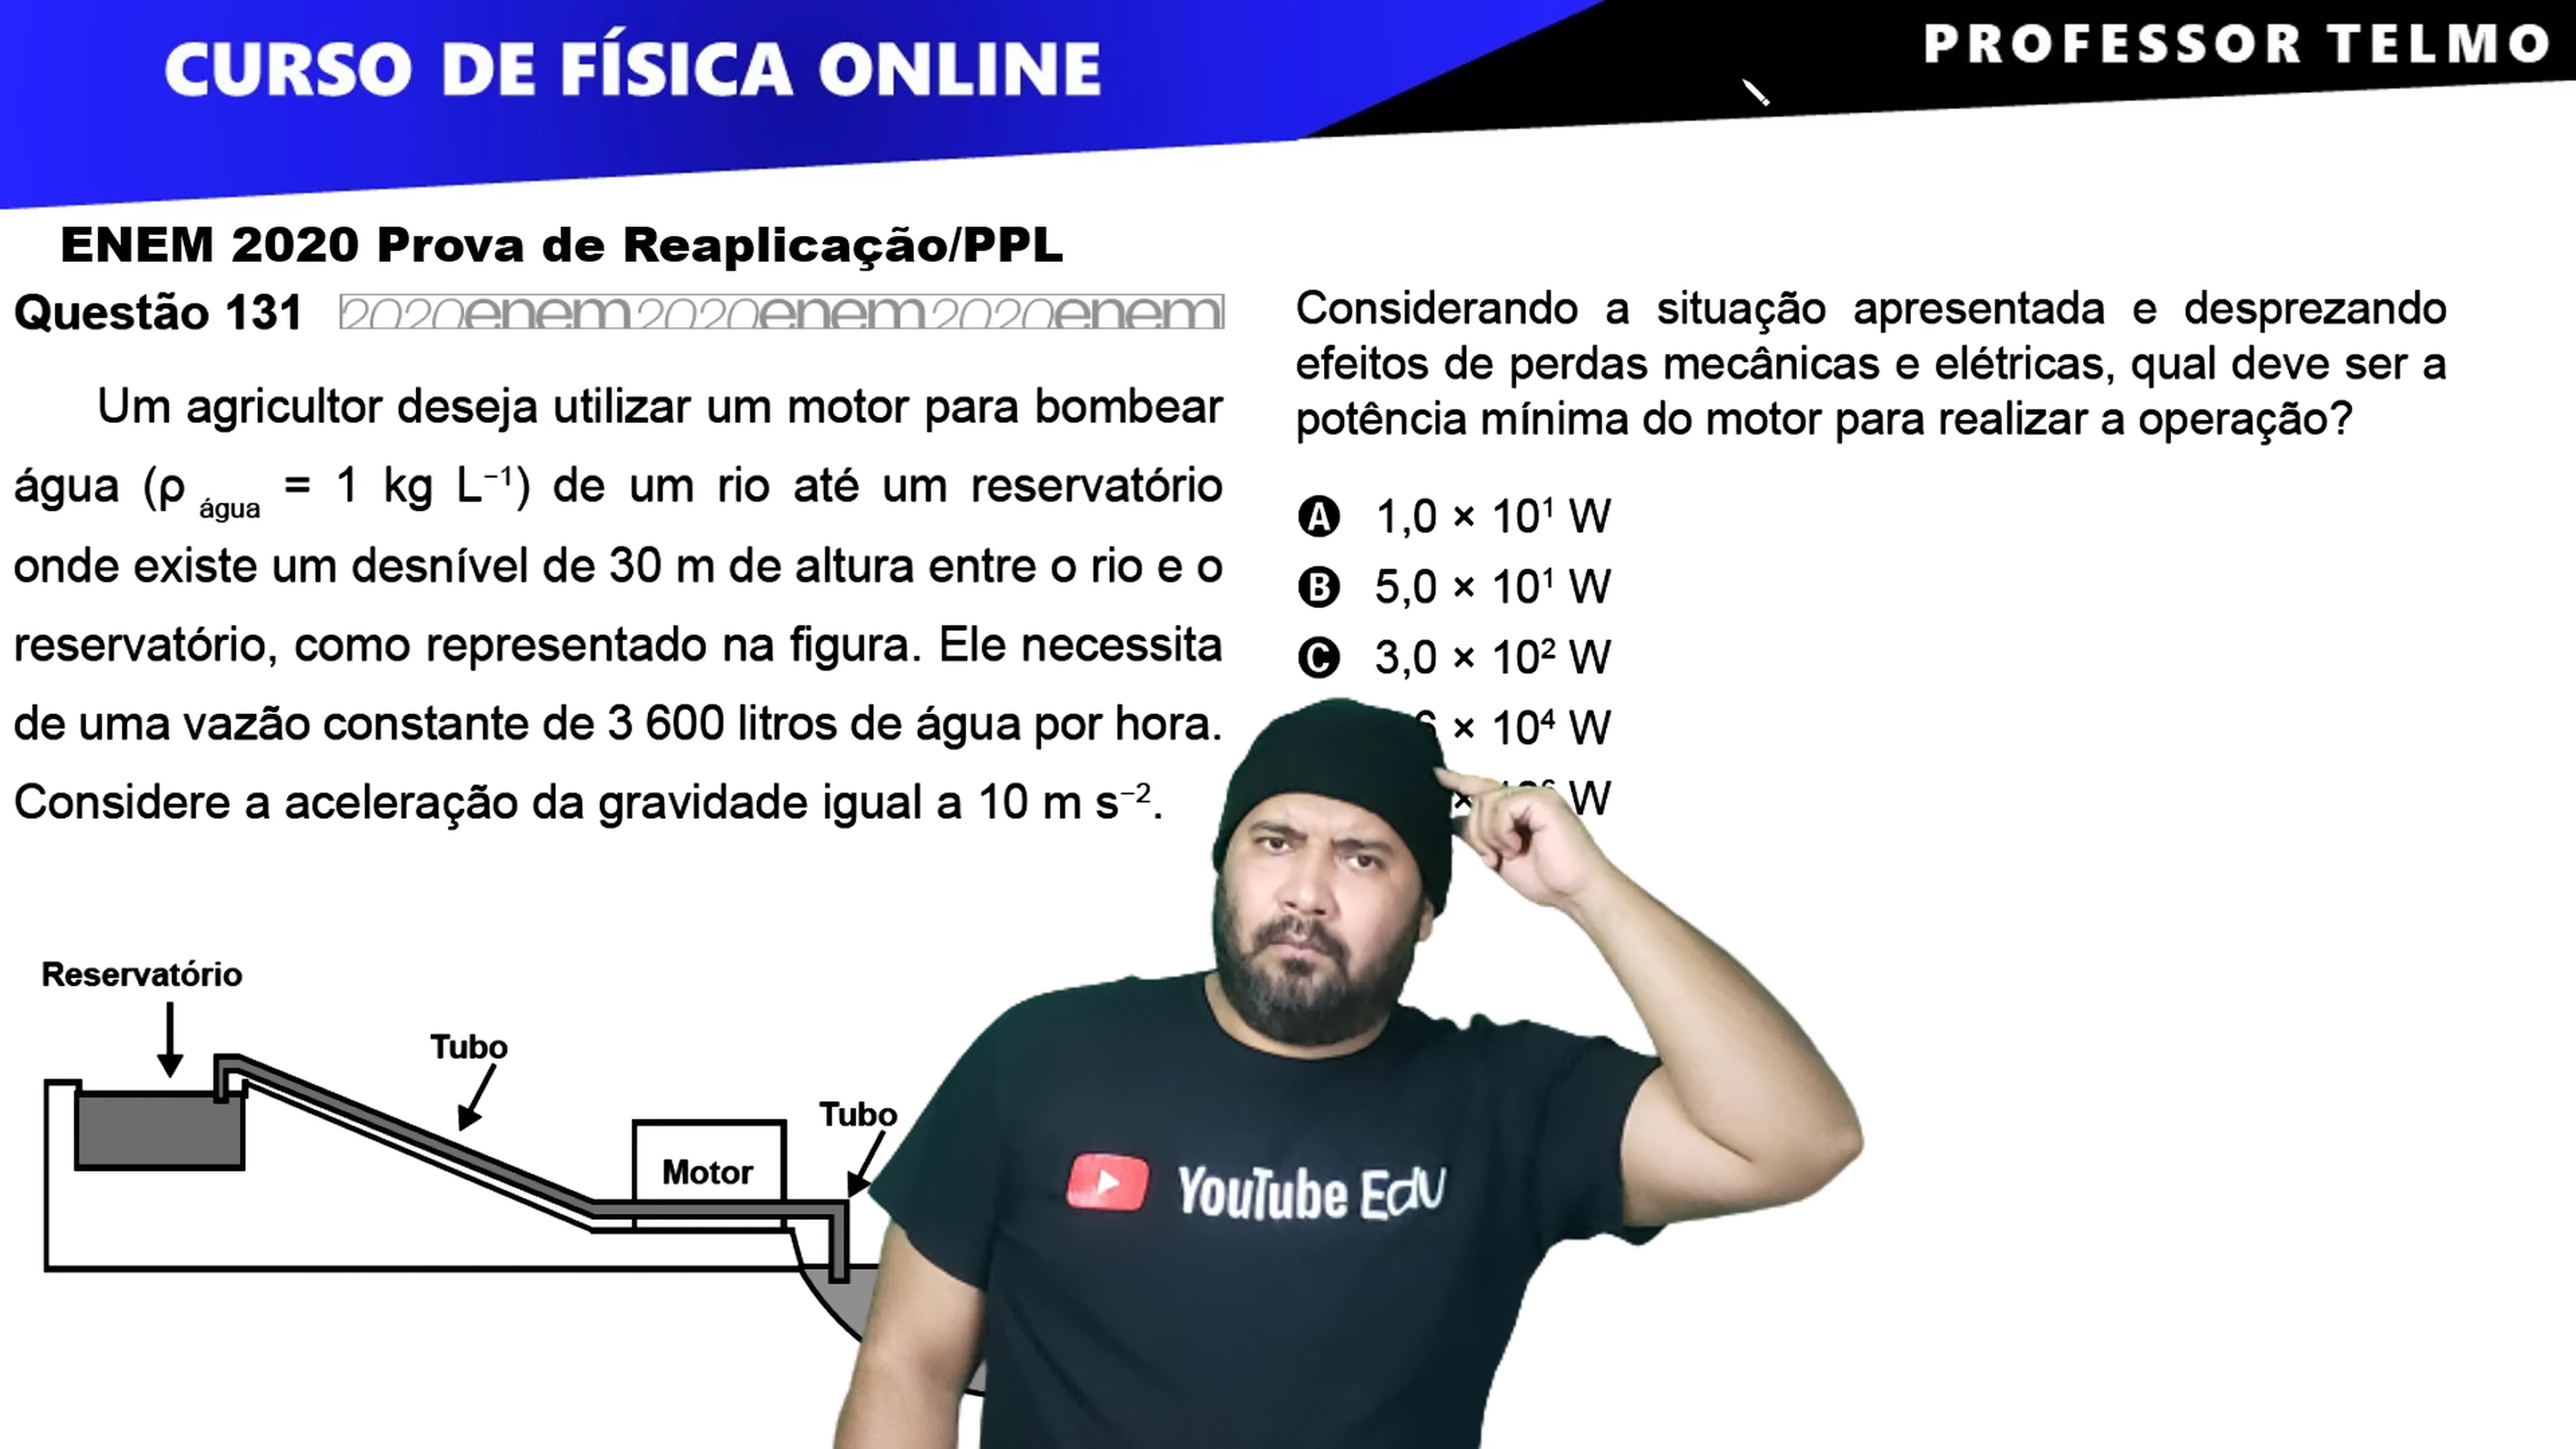 CURSO DE FÍSICA ONLINE
PROFESSOR TELMO
ENEM 2020 Prova de Reaplicação/PPL
Questão 131 2020enem2020enem2020enem
Um agricultor deseja utilizar um motor para bombear
água (ρ água = 1 kg L⁻¹) de um rio até um reservatório
onde existe um desnível de 30 m de altura entre o rio e o
reservatório, como representado na figura. Ele necessita
de uma vazão constante de 3 600 litros de água por hora.
Considere a aceleração da gravidade igual a 10 m s⁻².
Reservatório
Tubo
Tubo
Motor
Considerando a situação apresentada e desprezando
efeitos de perdas mecânicas e elétricas, qual deve ser a
potência mínima do motor para realizar a operação?
A 1,0 × 10¹ W
B 5,0 × 10¹ W
C 3,0 × 10² W
× 10⁴ W
× W
YouTube Edu